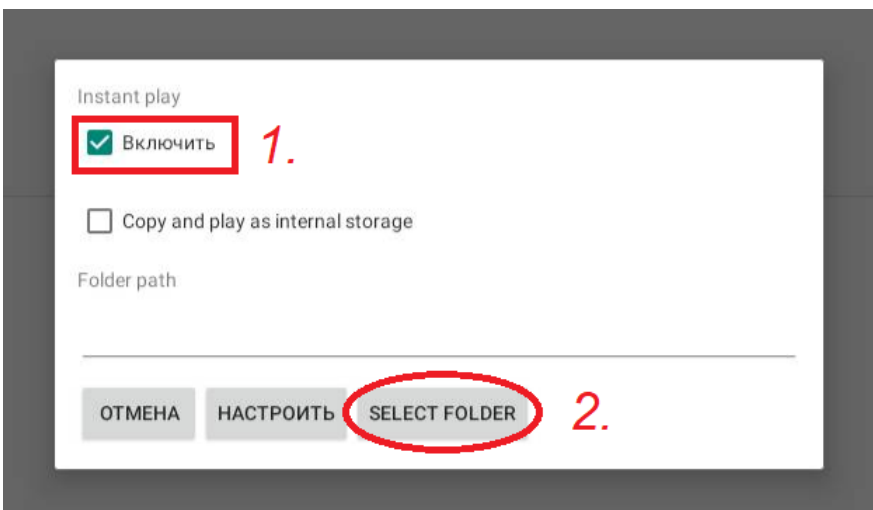 Instant play
Включить 1.
Copy and play as internal storage
Folder path
ОТМЕНА НАСТРОИТЬ SELECT FOLDER 2.